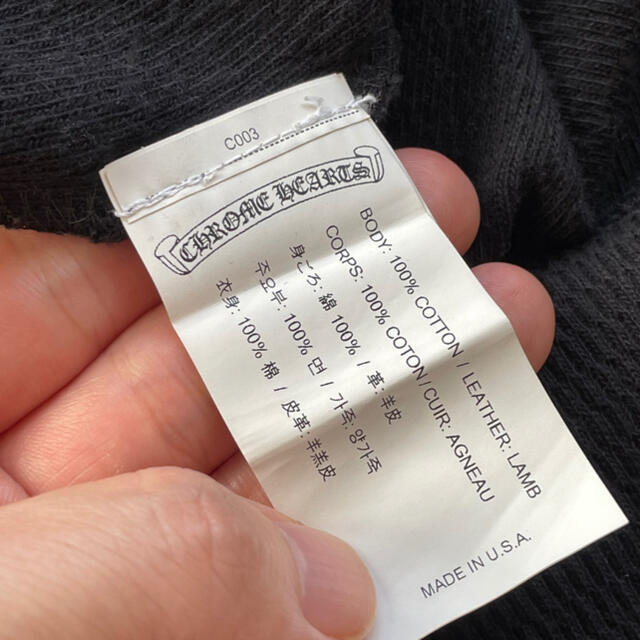 C003
CHROME HEARTS
BODY: 100% COTTON / LEATHER: LAMB
CORPS: 100% COTON / CUIR: AGNEAU
身ごろ: 綿 100% / 革: 羊皮
주요부: 100% 면 / 가죽: 양가죽
衣身: 100% 棉 / 皮革: 羊羔皮
MADE IN U.S.A.